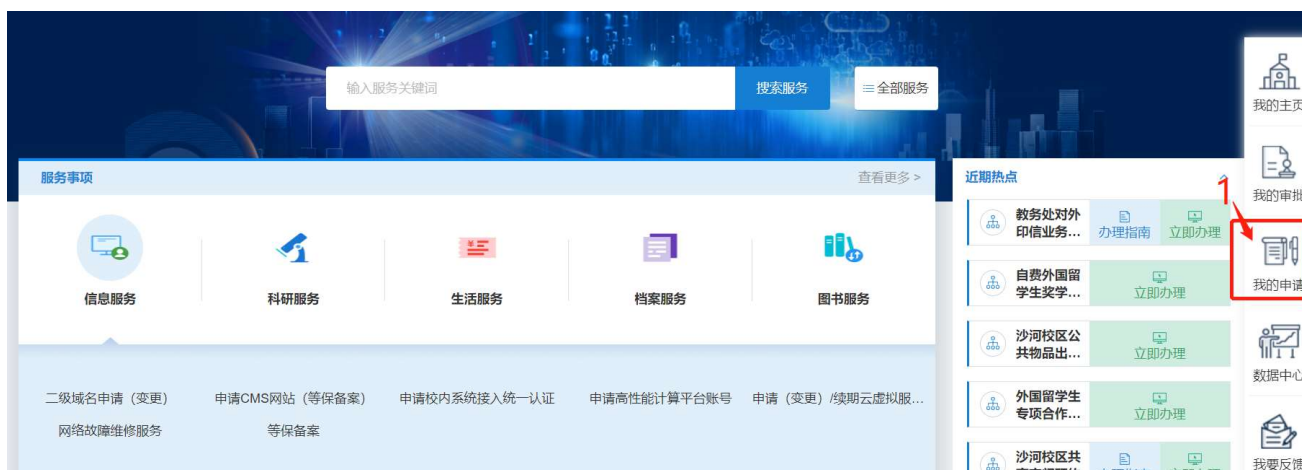 输入服务关键词
搜索服务
全部服务
服务事项
查看更多 >
信息服务
科研服务
生活服务
档案服务
图书服务
二级域名申请（变更）
申请CMS网站（等保备案）
申请校内系统接入统一认证
申请高性能计算平台账号
申请（变更）/续期云虚拟服...
网络故障维修服务
等保备案
近期热点
教务处对外
印信业务...
办理指南
立即办理
自费外国留
学生奖学...
立即办理
沙河校区公
共物品出...
立即办理
外国留学生
专项合作...
立即办理
沙河校区共
1
我的主页
我的审批
我的申请
数据中心
我要反馈